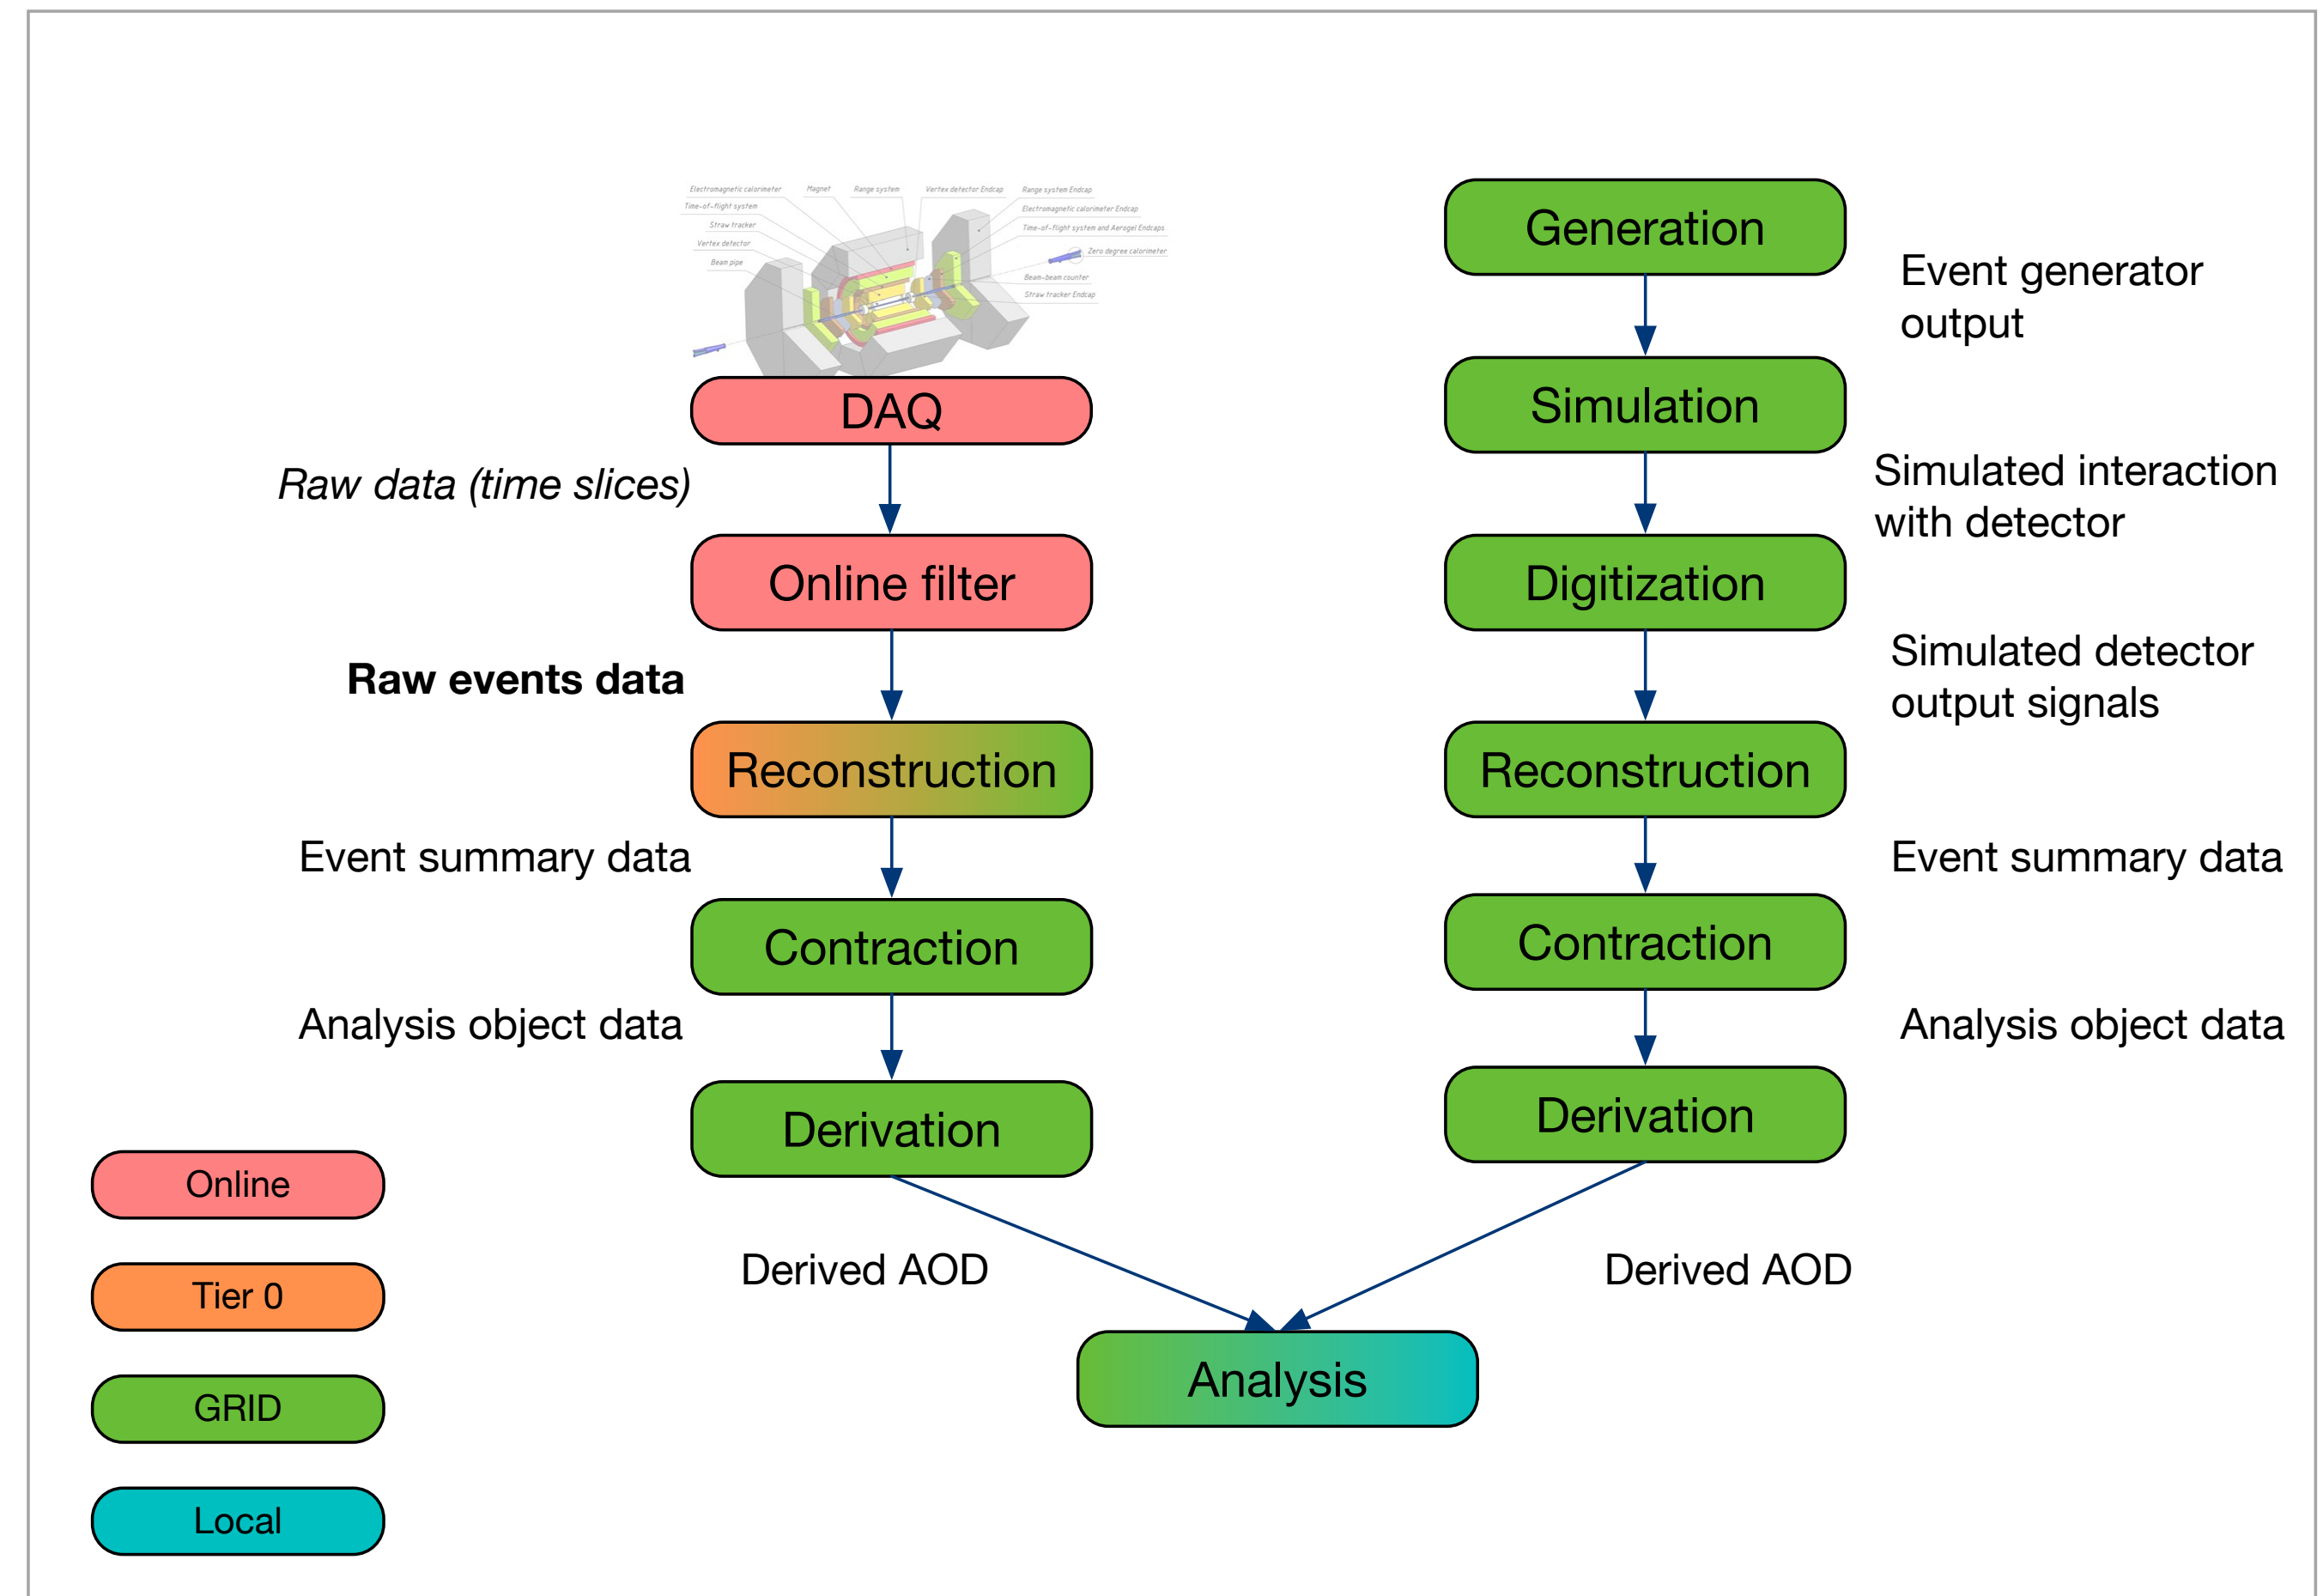 Electromagnetic calorimeter
Magnet
Range system
Vertex detector Endcap
Range system Endcap
Time-of-flight system
Electromagnetic calorimeter Endcap
Straw tracker
Time-of-flight system and Aerogel Endcaps
Vertex detector
Zero degree calorimeter
Beam pipe
Beam-beam counter
Straw tracker Endcap
DAQ
Raw data (time slices)
Online filter
Raw events data
Reconstruction
Event summary data
Contraction
Analysis object data
Derivation
Derived AOD
Generation
Event generator
output
Simulation
Simulated interaction
with detector
Digitization
Simulated detector
output signals
Reconstruction
Event summary data
Contraction
Analysis object data
Derivation
Derived AOD
Analysis
Online
Tier 0
GRID
Local